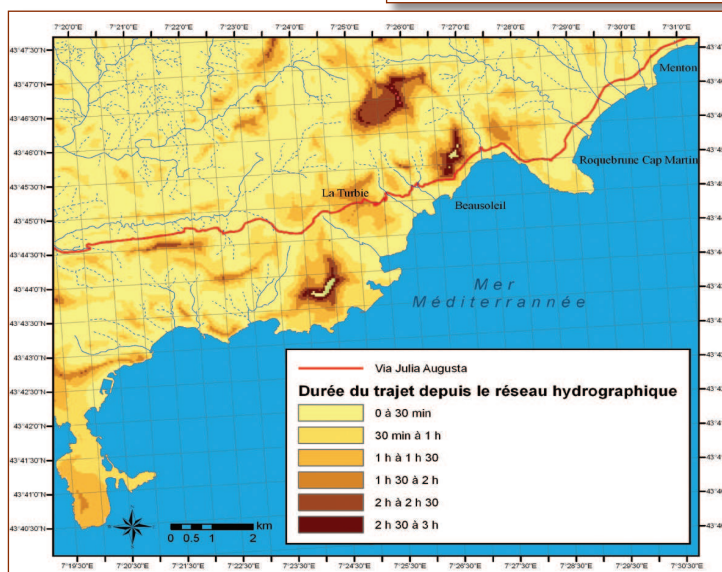 7°20'0"E 7°21'0"E 7°22'0"E 7°23'0"E 7°24'0"E 7°25'0"E 7°26'0"E 7°27'0"E 7°28'0"E 7°29'0"E 7°30'0"E 7°31'0"E
43°47'30"N
43°47'0"N
43°46'30"N
43°46'0"N
43°45'30"N
43°45'0"N
43°44'30"N
43°44'0"N
43°43'30"N
43°43'0"N
43°42'30"N
43°42'0"N
43°41'30"N
43°41'0"N
43°40'30"N
Menton
Roquebrune Cap Martin
La Turbie
Beausoleil
Mer
Méditerrannée
Via Julia Augusta
Durée du trajet depuis le réseau hydrographique
0 à 30 min
30 min à 1 h
1 h à 1 h 30
1 h 30 à 2 h
2 h à 2 h 30
2 h 30 à 3 h
km
0 0.5 1 2
7°19'30"E 7°20'30"E 7°21'30"E 7°22'30"E 7°23'30"E 7°24'30"E 7°25'30"E 7°26'30"E 7°27'30"E 7°28'30"E 7°29'30"E 7°30'30"E